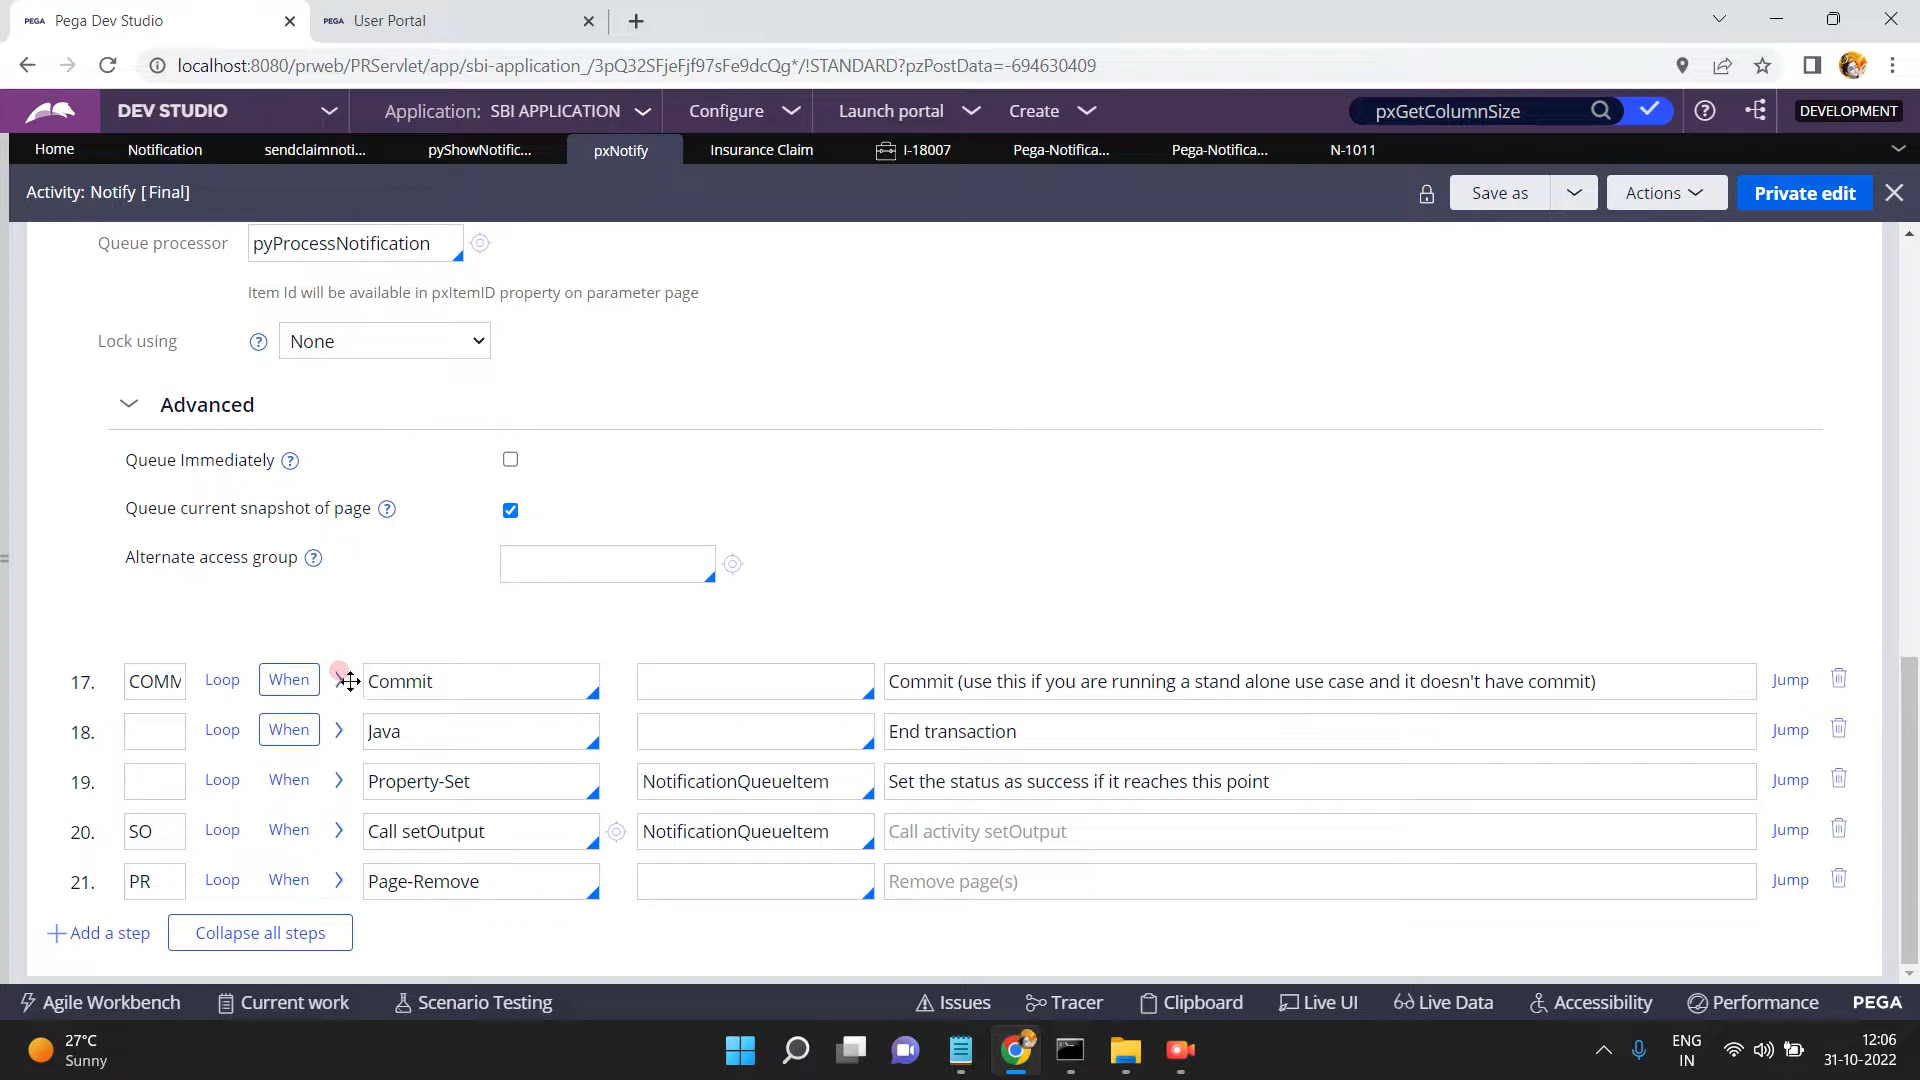 PEGA Pega Dev Studio PEGA User Portal
localhost:8080/prweb/PRServlet/app/sbi-application_/3pQ32SFjeFjf97sFe9dcQg*/!STANDARD?pzPostData=-694630409
DEV STUDIO Application: SBI APPLICATION Configure Launch portal Create pxGetColumnSize DEVELOPMENT
Home Notification sendclaimnoti... pyShowNotific... pxNotify Insurance Claim I-18007 Pega-Notifica... Pega-Notifica... N-1011
Activity: Notify [Final] Save as Actions Private edit
Queue processor pyProcessNotification
Item Id will be available in pxItemID property on parameter page
Lock using ? None
Advanced
Queue Immediately ?
Queue current snapshot of page ?
Alternate access group ?
17. COMM Loop When Commit Commit (use this if you are running a stand alone use case and it doesn't have commit) Jump
18. Loop When Java End transaction Jump
19. Loop When Property-Set NotificationQueueItem Set the status as success if it reaches this point Jump
20. SO Loop When Call setOutput NotificationQueueItem Call activity setOutput Jump
21. PR Loop When Page-Remove Remove page(s) Jump
Add a step Collapse all steps
Agile Workbench Current work Scenario Testing Issues Tracer Clipboard Live UI Live Data Accessibility Performance PEGA
27°C
Sunny
ENG
IN
12:06
31-10-2022